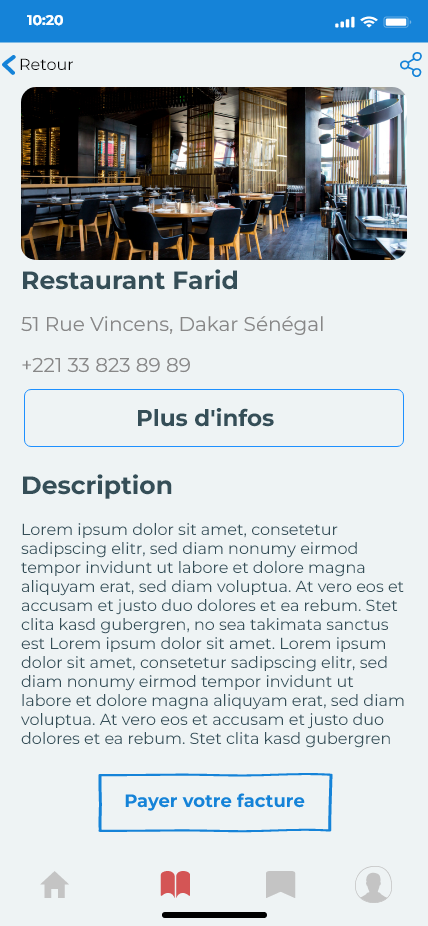 10:20
Retour
Restaurant Farid
51 Rue Vincens, Dakar Sénégal
+221 33 823 89 89
Plus d'infos
Description
Lorem ipsum dolor sit amet, consetetur
sadipscing elitr, sed diam nonumy eirmod
tempor invidunt ut labore et dolore magna
aliquyam erat, sed diam voluptua. At vero eos et
accusam et justo duo dolores et ea rebum. Stet
clita kasd gubergren, no sea takimata sanctus
est Lorem ipsum dolor sit amet. Lorem ipsum
dolor sit amet, consetetur sadipscing elitr, sed
diam nonumy eirmod tempor invidunt ut
labore et dolore magna aliquyam erat, sed diam
voluptua. At vero eos et accusam et justo duo
dolores et ea rebum. Stet clita kasd gubergren
Payer votre facture